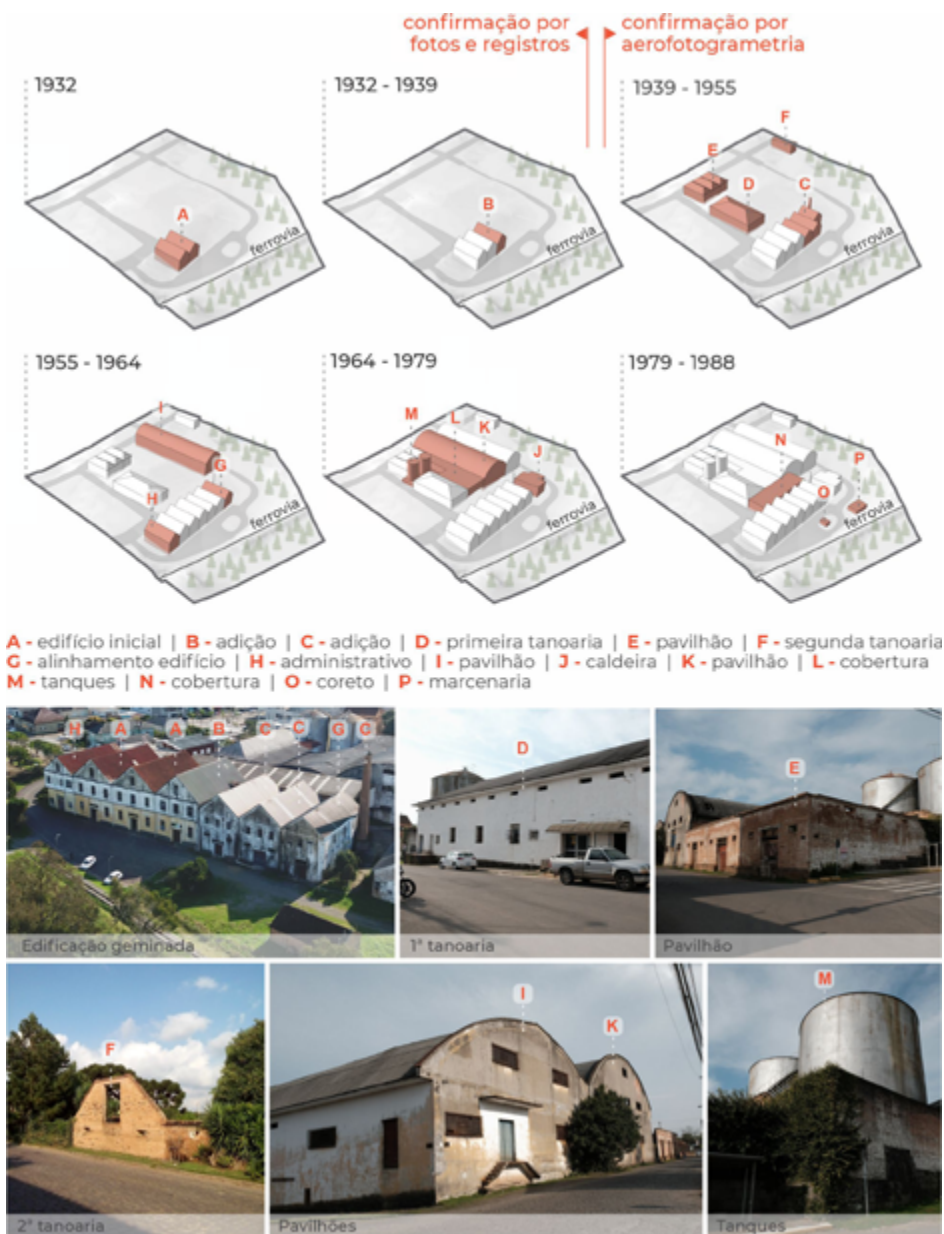 confirmação por
fotos e registros
confirmação por
aerofotogrametria
1932
1932 - 1939
1939 - 1955
A
ferrovia
B
ferrovia
F
E
D
C
ferrovia
1955 - 1964
1964 - 1979
1979 - 1988
I
G
H
ferrovia
M
L
K
J
ferrovia
N
P
O
ferrovia
A - edifício inicial | B - adição | C - adição | D - primeira tanoaria | E - pavilhão | F - segunda tanoaria
G - alinhamento edifício | H - administrativo | I - pavilhão | J - caldeira | K - pavilhão | L - cobertura
M - tanques | N - cobertura | O - coreto | P - marcenaria
H A A B C C G C
Edificação geminada
D
1ª tanoaria
E
Pavilhão
F
2ª tanoaria
I
K
Pavilhões
M
Tanques